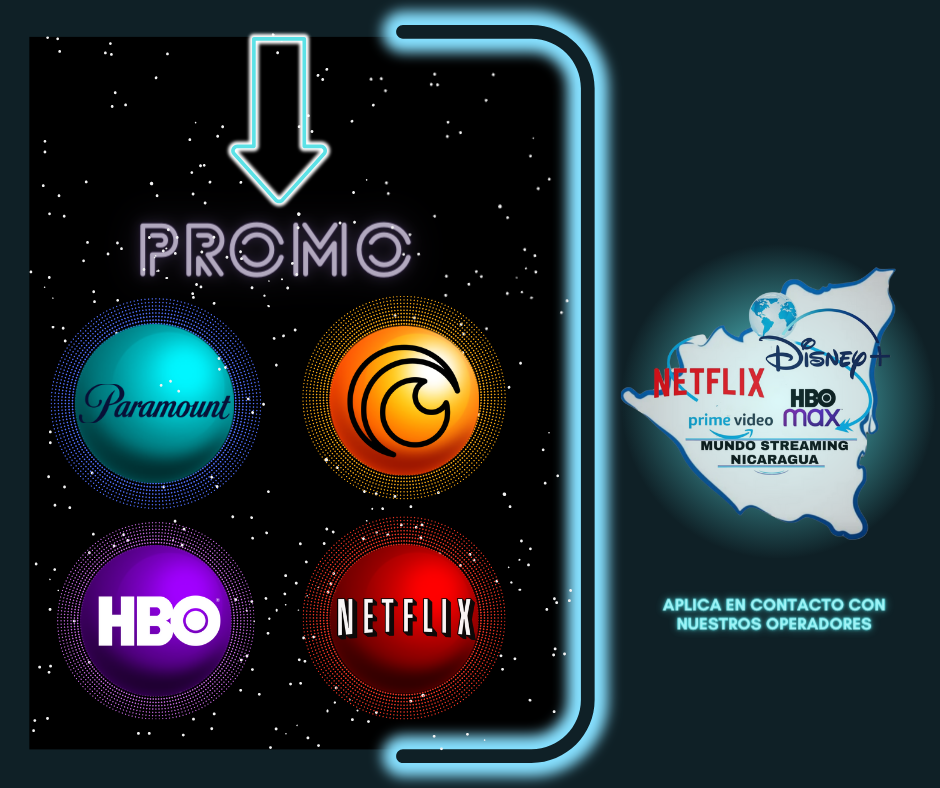 PROMO
Paramount
HBO
NETFLIX
DISNEY+
NETFLIX
HBO
max
prime video
MUNDO STREAMING
NICARAGUA
APLICA EN CONTACTO CON
NUESTROS OPERADORES